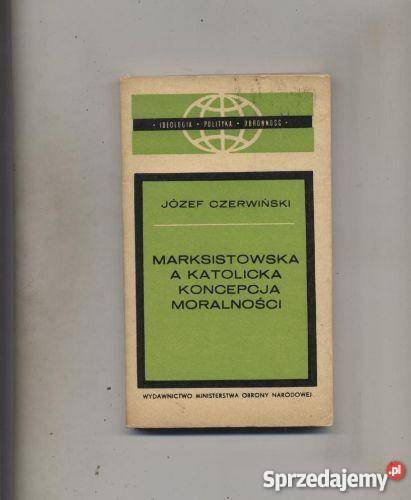 • IDEOLOGIA • POLITYKA • OBRONNOŚĆ •
JÓZEF CZERWIŃSKI
MARKSISTOWSKA
A KATOLICKA
KONCEPCJA
MORALNOŚCI
WYDAWNICTWO MINISTERSTWA OBRONY NARODOWEJ
Sprzedajemy.pl